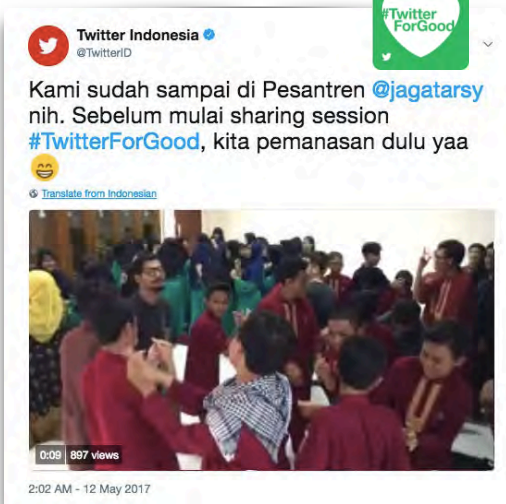 #Twitter
ForGood
Twitter Indonesia
@TwitterID
Kami sudah sampai di Pesantren @jagatarsy
nih. Sebelum mulai sharing session
#TwitterForGood, kita pemanasan dulu yaa
😄
Translate from Indonesian
0:09 897 views
2:02 AM - 12 May 2017